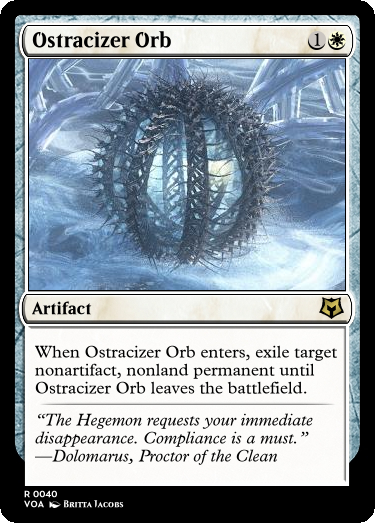 Ostracizer Orb 1
Artifact
When Ostracizer Orb enters, exile target
nonartifact, nonland permanent until
Ostracizer Orb leaves the battlefield.
“The Hegemon requests your immediate
disappearance. Compliance is a must.”
—Dolomarus, Proctor of the Clean
R 0040
VOA Britta Jacobs